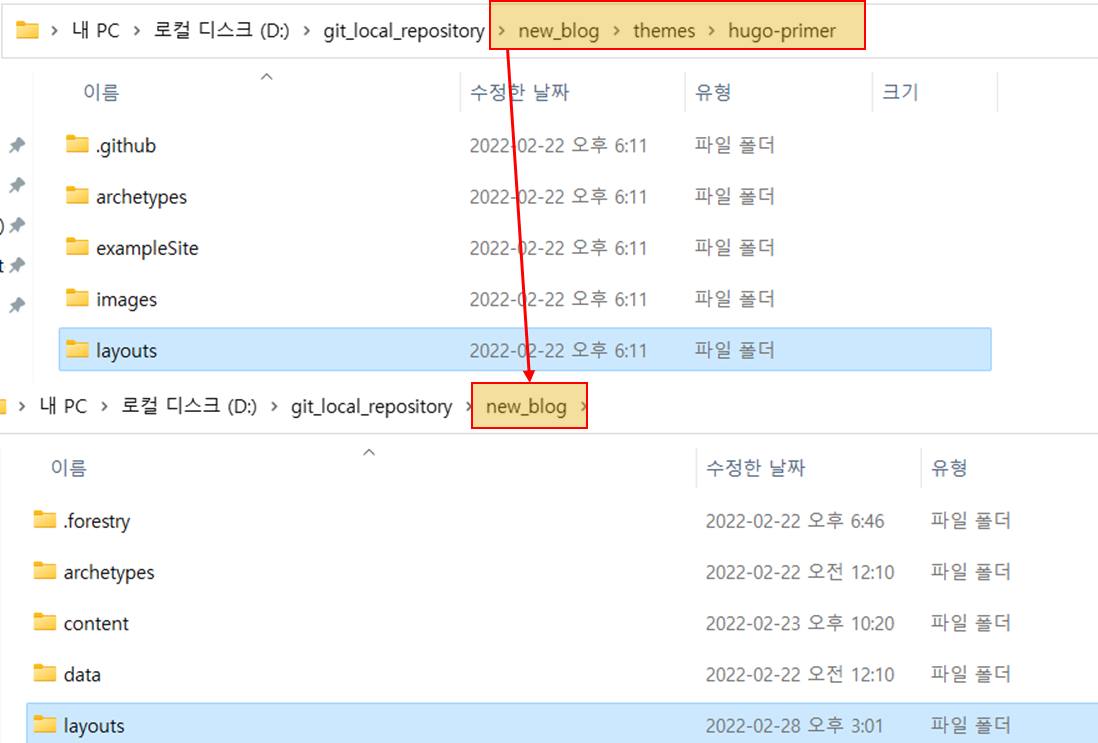 내 PC > 로컬 디스크 (D:) > git_local_repository > new_blog > themes > hugo-primer
이름 수정한 날짜 유형 크기
.github 2022-02-22 오후 6:11 파일 폴더
archetypes 2022-02-22 오후 6:11 파일 폴더
exampleSite 2022-02-22 오후 6:11 파일 폴더
images 2022-02-22 오후 6:11 파일 폴더
layouts 2022-02-22 오후 6:11 파일 폴더
내 PC > 로컬 디스크 (D:) > git_local_repository > new_blog >
이름 수정한 날짜 유형
.forestry 2022-02-22 오후 6:46 파일 폴더
archetypes 2022-02-22 오전 12:10 파일 폴더
content 2022-02-23 오후 10:20 파일 폴더
data 2022-02-22 오전 12:10 파일 폴더
layouts 2022-02-28 오후 3:01 파일 폴더